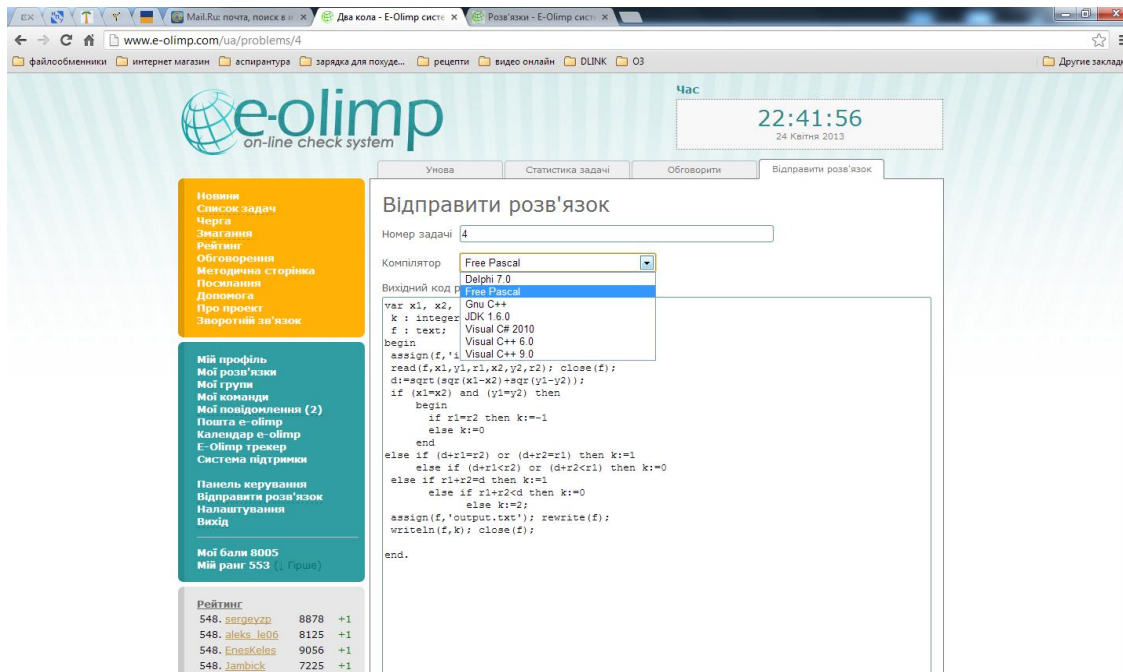 Mail.Ru: почта, поиск в и
Два кола - E-Olimp систе
Розв'язки - E-Olimp сист
www.e-olimp.com/ua/problems/4
файлообменники
интернет магазин
аспирантура
зарядка для похуде...
рецепти
видео онлайн
DLINK
ОЗ
Другие заклад
e-olimp
on-line check system
Час
22:41:56
24 Квітня 2013
Умова
Статистика задачі
Обговорити
Відправити розв'язок
Новини
Список задач
Черга
Змагання
Рейтинг
Обговорення
Методична сторінка
Посилання
Допомога
Про проект
Зворотній зв'язок
Мій профіль
Мої розв'язки
Мої групи
Мої команди
Мої повідомлення (2)
Пошта e-olimp
Календар e-olimp
E-Olimp трекер
Система підтримки
Панель керування
Відправити розв'язок
Налаштування
Вихід
Мої бали 8005
Мій ранг 553 (↓ Гірше)
Рейтинг
548. sergeyzp 8878 +1
548. aleks_le06 8125 +1
548. EnesKeles 9056 +1
548. Jambick 7225 +1
Відправити розв'язок
Номер задачі 4
Компілятор Free Pascal
Delphi 7.0
Free Pascal
Gnu C++
JDK 1.6.0
Visual C# 2010
Visual C++ 6.0
Visual C++ 9.0
Вихідний код р
var x1, x2,
k : integer
f : text;
begin
assign(f,'i
read(f,x1,y1,r1,x2,y2,r2); close(f);
d:=sqrt(sqr(x1-x2)+sqr(y1-y2));
if (x1=x2) and (y1=y2) then
begin
if r1=r2 then k:=-1
else k:=0
end
else if (d+r1=r2) or (d+r2=r1) then k:=1
else if (d+r1<r2) or (d+r2<r1) then k:=0
else if r1+r2=d then k:=1
else if r1+r2<d then k:=0
else k:=2;
assign(f,'output.txt'); rewrite(f);
writeln(f,k); close(f);
end.